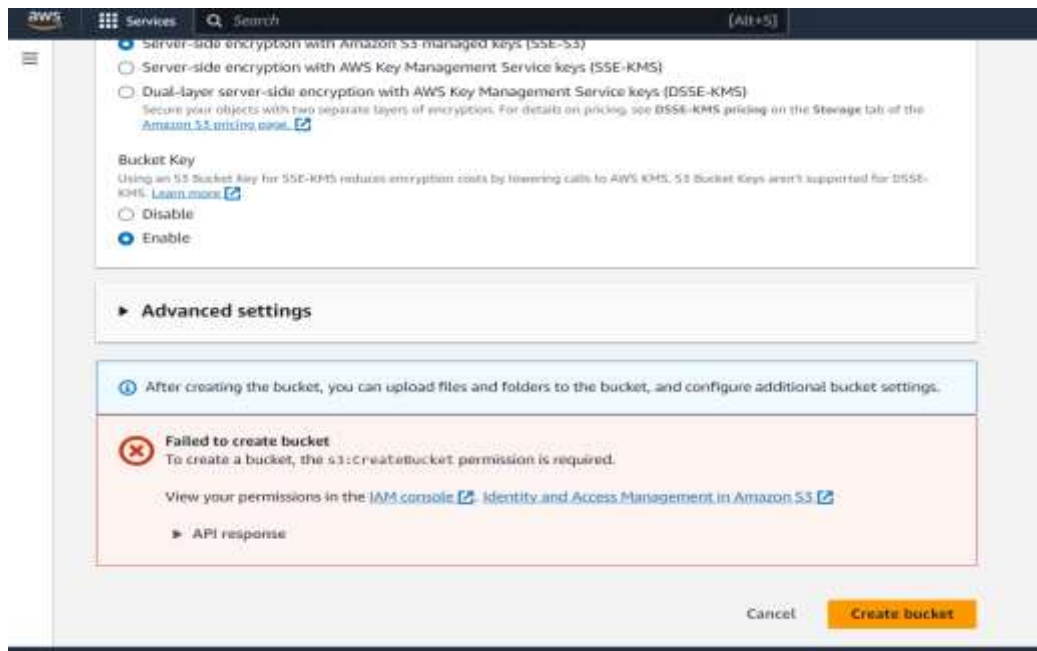 aws
Services
Search
[Alt+S]
Server-side encryption with Amazon S3 managed keys (SSE-S3)
Server-side encryption with AWS Key Management Service keys (SSE-KMS)
Dual-layer server-side encryption with AWS Key Management Service keys (DSSE-KMS)
Secure your objects with two separate layers of encryption. For details on pricing, see DSSE-KMS pricing on the Storage tab of the
Amazon S3 pricing page.
Bucket Key
Using an S3 Bucket Key for SSE-KMS reduces encryption costs by lowering calls to AWS KMS. S3 Bucket Keys aren't supported for DSSE-
KMS. Learn more
Disable
Enable
Advanced settings
After creating the bucket, you can upload files and folders to the bucket, and configure additional bucket settings.
Failed to create bucket
To create a bucket, the s3:CreateBucket permission is required.
View your permissions in the IAM console. Identity and Access Management in Amazon S3
API response
Cancel
Create bucket